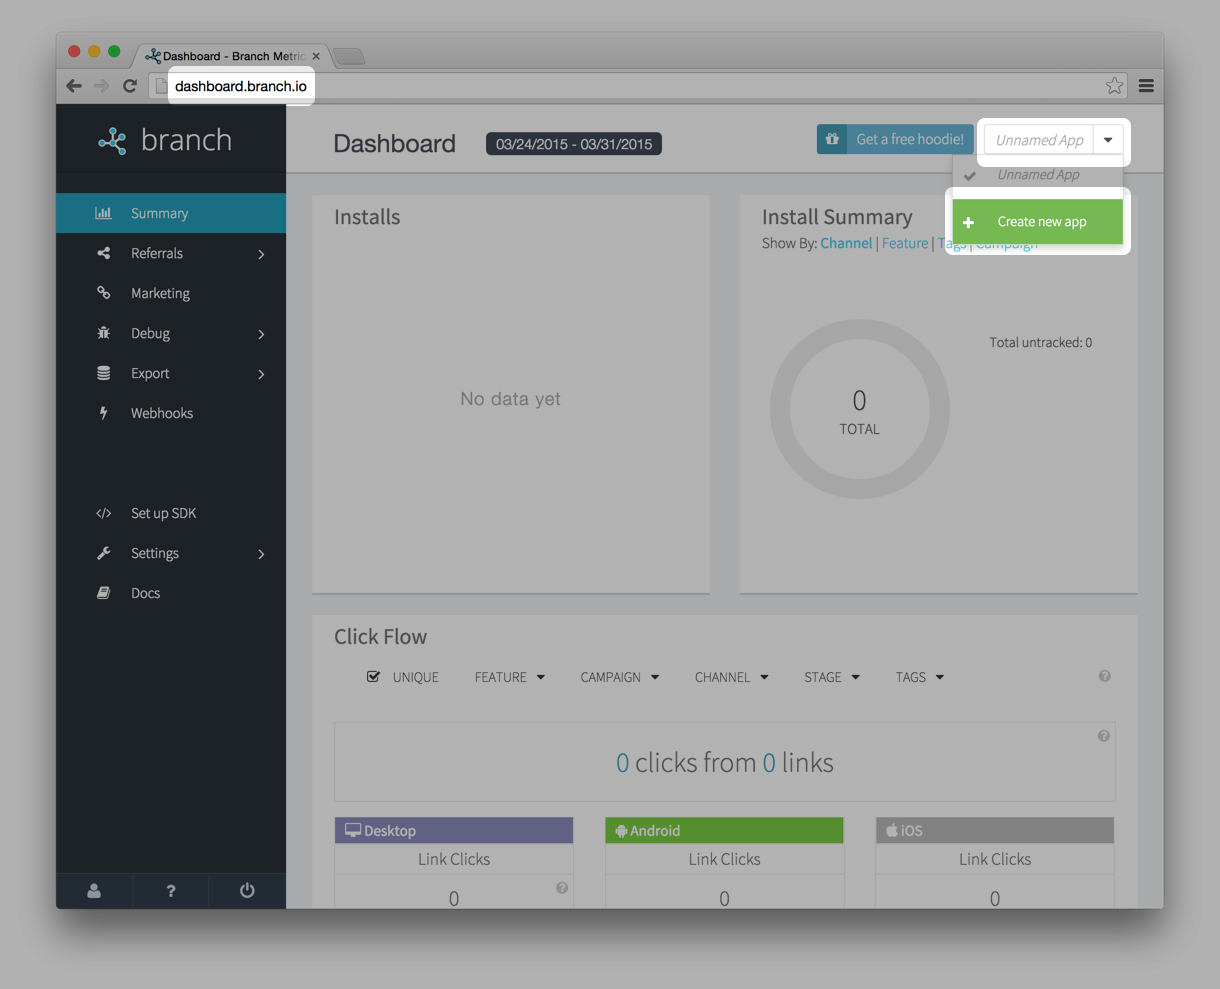 Dashboard - Branch Metric
dashboard.branch.io
branch
Dashboard
03/24/2015 - 03/31/2015
Get a free hoodie!
Unnamed App
Unnamed App
Create new app
Summary
Referrals
Marketing
Debug
Export
Webhooks
Set up SDK
Settings
Docs
?
Installs
No data yet
Install Summary
Show By: Channel | Feature | Tags | Campaign
Total untracked: 0
0
TOTAL
Click Flow
UNIQUE FEATURE CAMPAIGN CHANNEL STAGE TAGS ?
?
0 clicks from 0 links
Desktop Android iOS
Link Clicks Link Clicks Link Clicks
0 ? 0 0